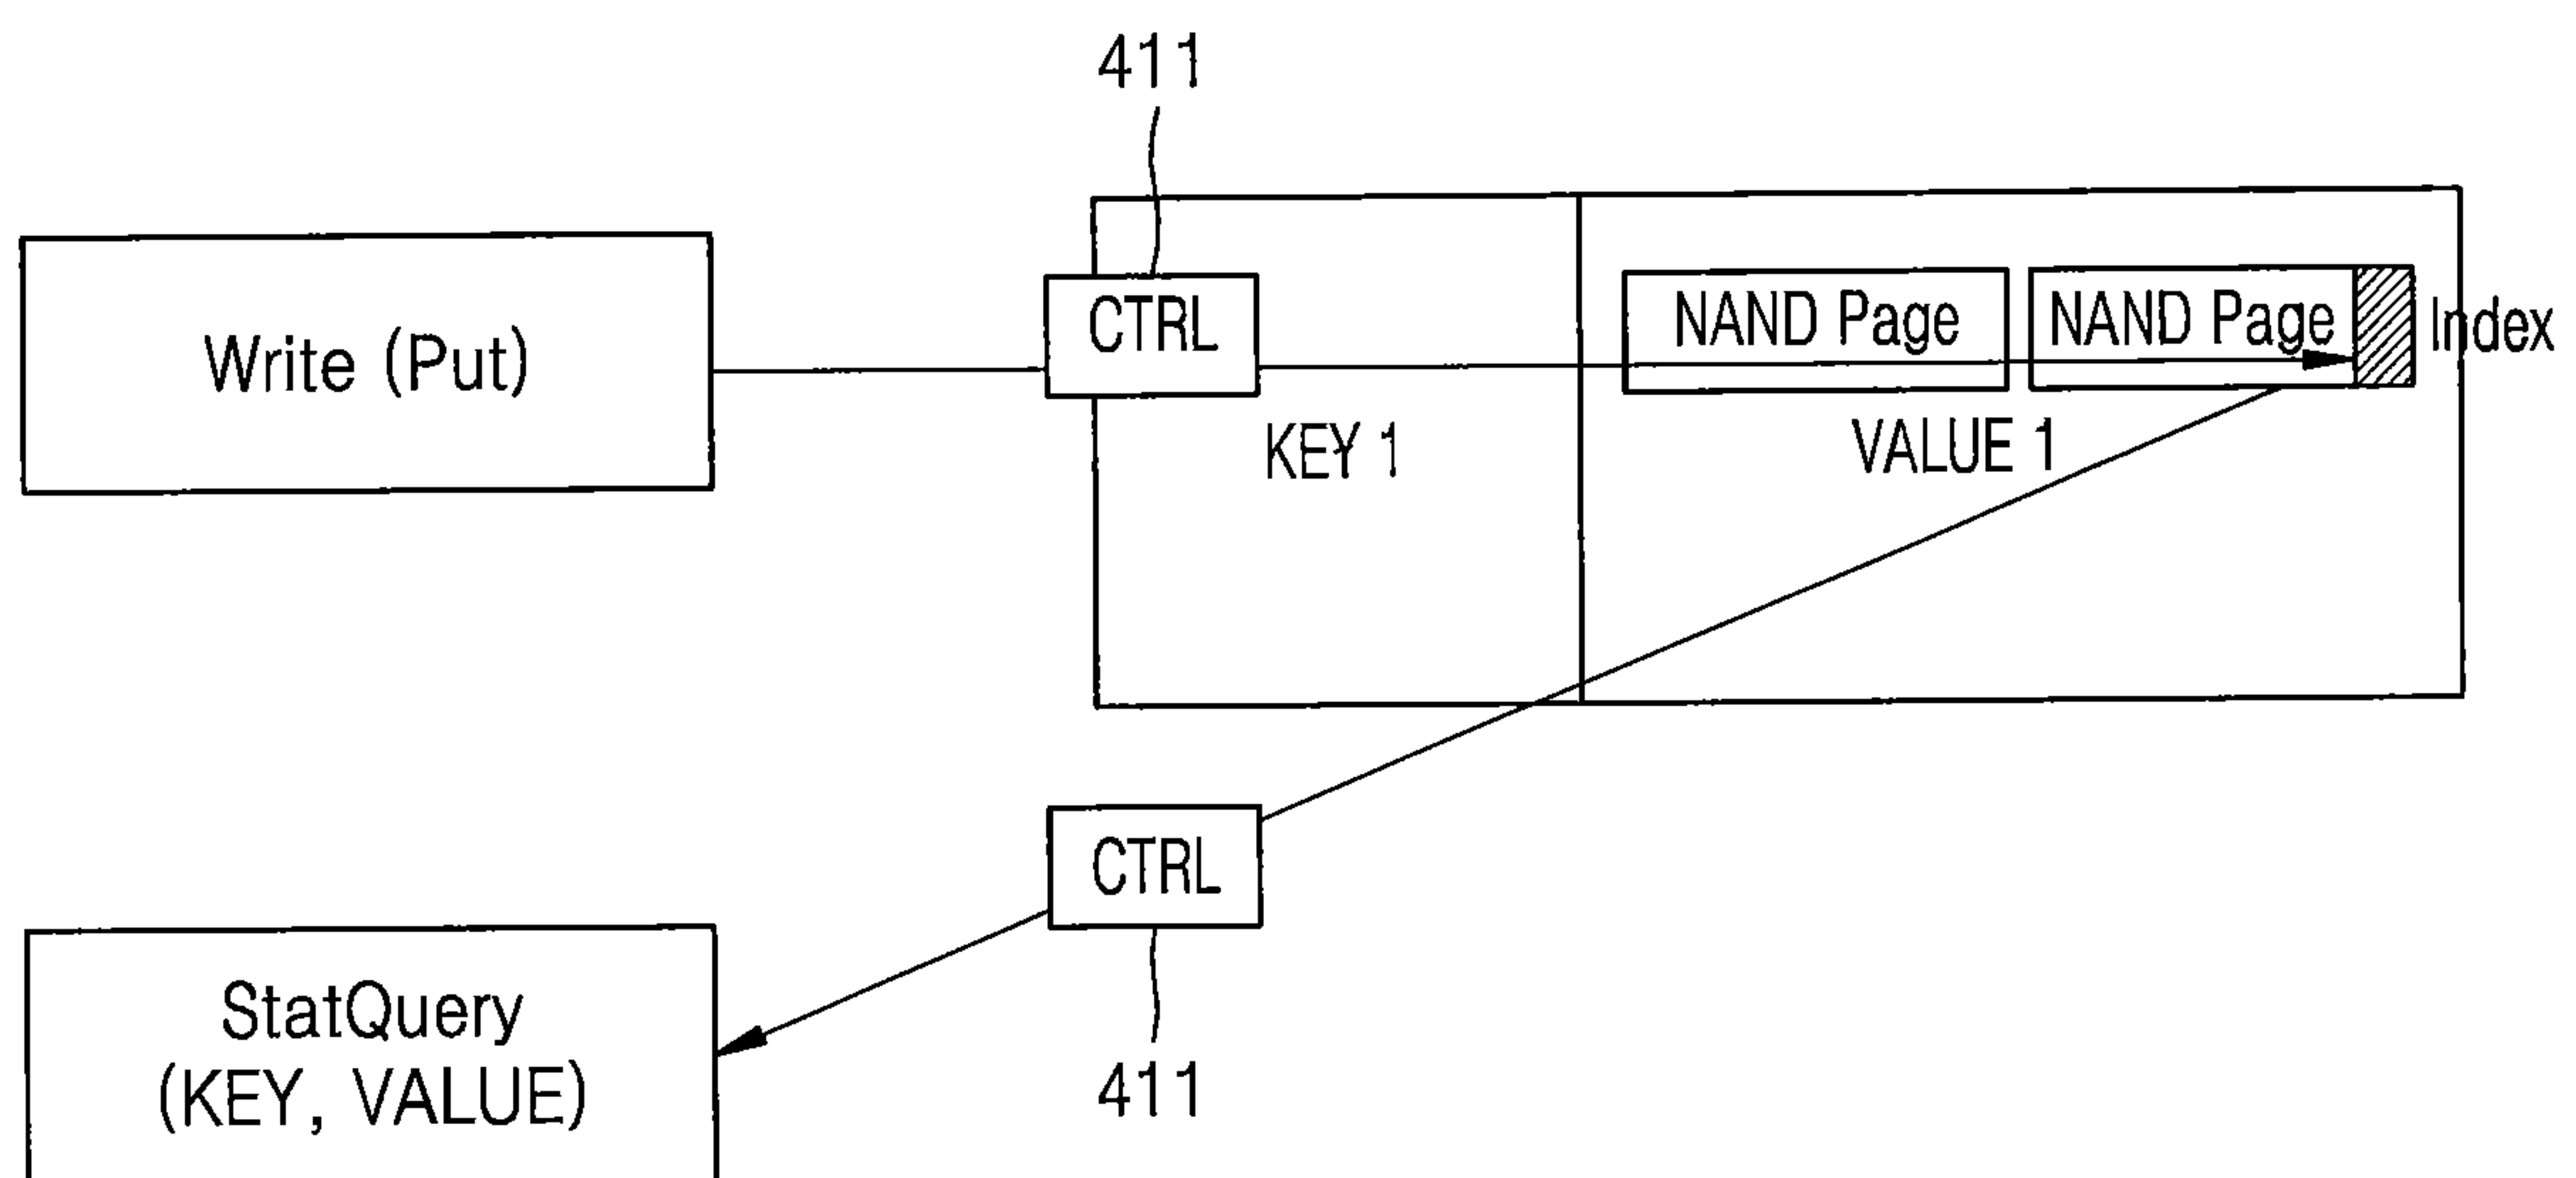 411
Write (Put)
CTRL
NAND Page
NAND Page
Index
KEY 1
VALUE 1
CTRL
StatQuery
(KEY, VALUE)
411